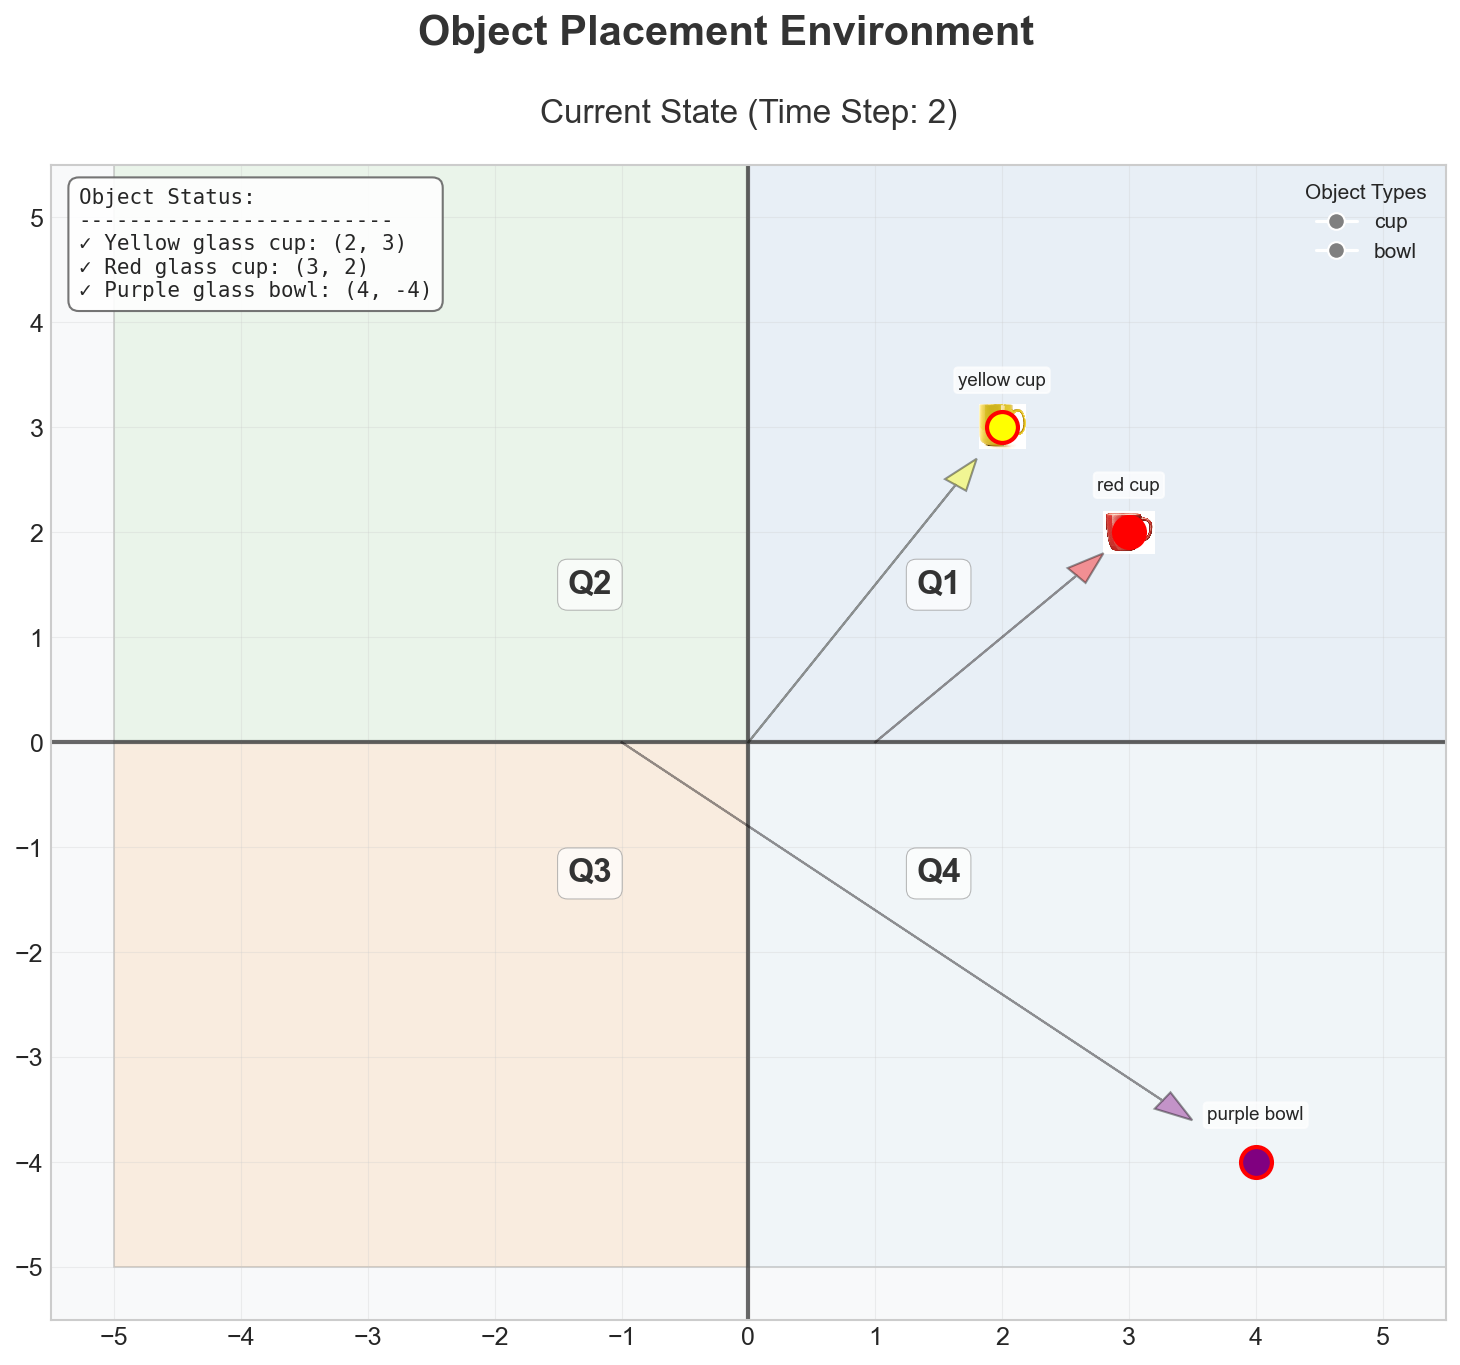 Object Placement Environment
Current State (Time Step: 2)
Object Status:
-------------------------
✓ Yellow glass cup: (2, 3)
✓ Red glass cup: (3, 2)
✓ Purple glass bowl: (4, -4)
Object Types
cup
bowl
5
4
3
2
1
0
−1
−2
−3
−4
−5
yellow cup
red cup
Q2
Q1
Q3
Q4
purple bowl
−5
−4
−3
−2
−1
0
1
2
3
4
5